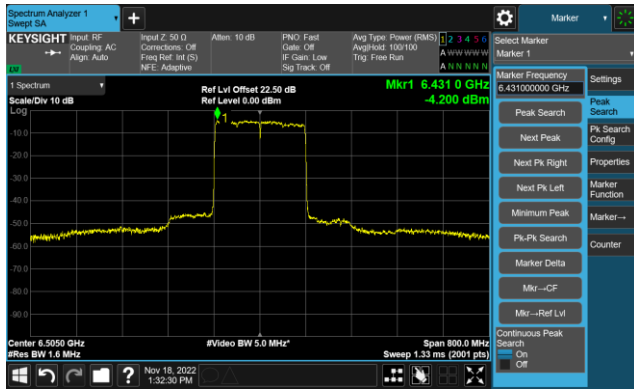 Spectrum Analyzer 1
Swept SA
+
Marker
KEYSIGHT
Input: RF
Coupling: AC
Align: Auto
Input Z: 50 Ω
Corrections: Off
Freq Ref: Int (S)
NFE: Adaptive
Atten: 10 dB
PNO: Fast
Gate: Off
IF Gain: Low
Sig Track: Off
Avg Type: Power (RMS)
Avg|Hold: 100/100
Trig: Free Run
1 2 3 4 5 6
A W W W W W
A N N N N N
Select Marker
Marker 1
1 Spectrum
Scale/Div 10 dB
Log
Ref Lvl Offset 22.50 dB
Ref Level 0.00 dBm
Mkr1 6.431 0 GHz
-4.200 dBm
1
-10.0
-20.0
-30.0
-40.0
-50.0
-60.0
-70.0
-80.0
-90.0
Center 6.5050 GHz
#Res BW 1.6 MHz
#Video BW 5.0 MHz*
Span 800.0 MHz
Sweep 1.33 ms (2001 pts)
Marker Frequency
6.431000000 GHz
Peak Search
Next Peak
Next Pk Right
Next Pk Left
Minimum Peak
Pk-Pk Search
Marker Delta
Mkr→CF
Mkr→Ref Lvl
Continuous Peak
Search
On
Off
Settings
Peak
Search
Pk Search
Config
Properties
Marker
Function
Marker→
Counter
?
Nov 18, 2022
1:32:30 PM